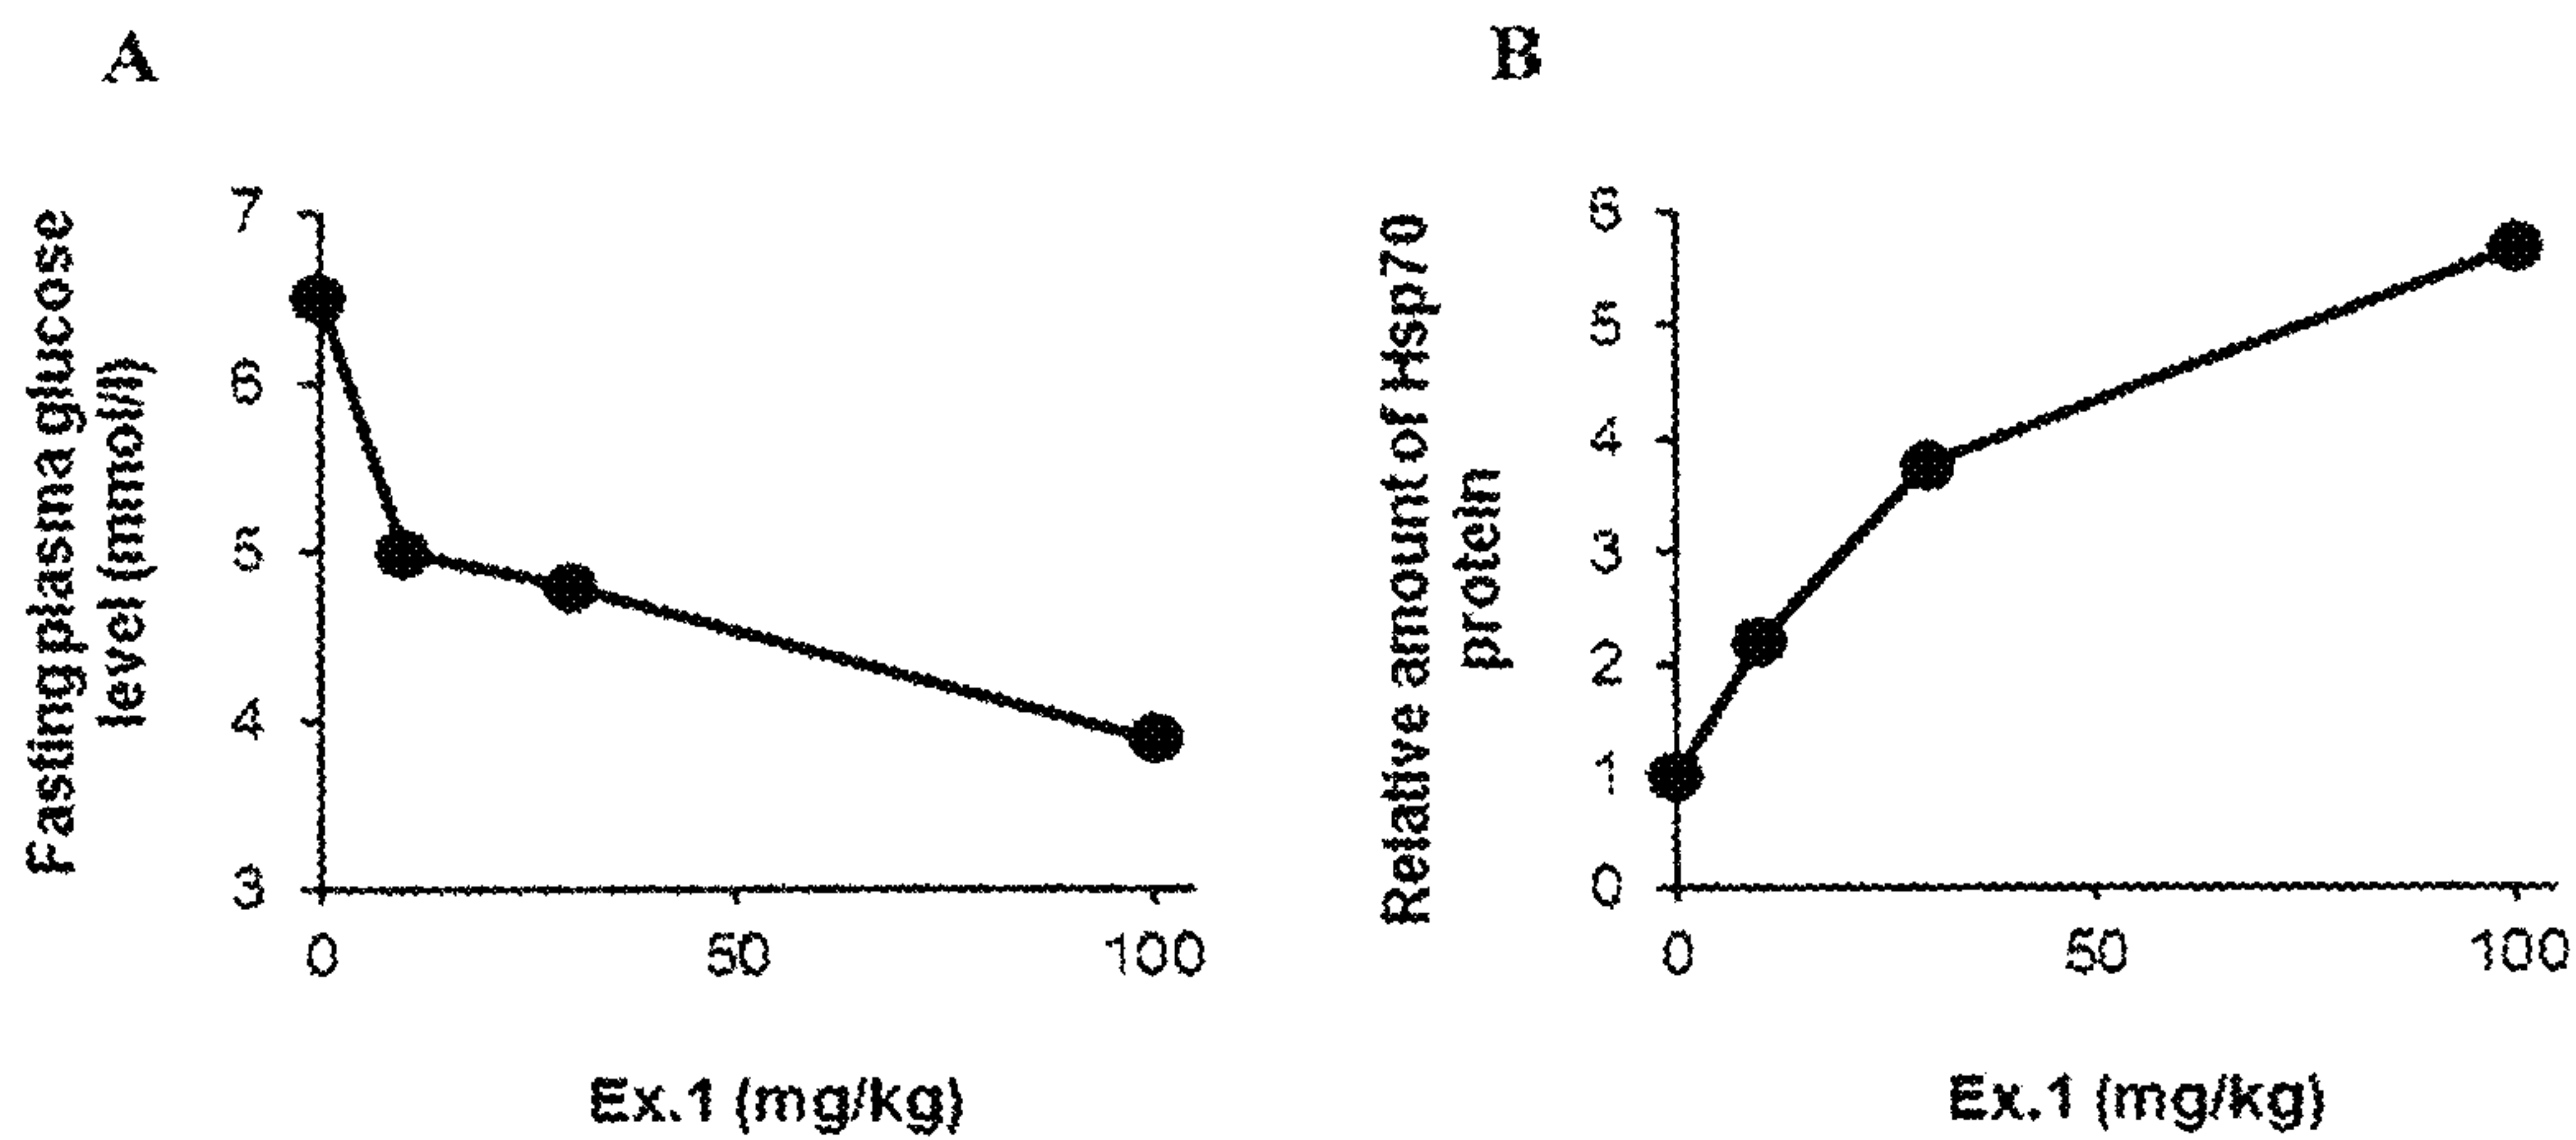 A
Fasting plasma glucose
level (mmol/l)
7
6
5
4
3
0 50 100
Ex.1 (mg/kg)
B
Relative amount of Hsp70
protein
6
5
4
3
2
1
0
0 50 100
Ex.1 (mg/kg)